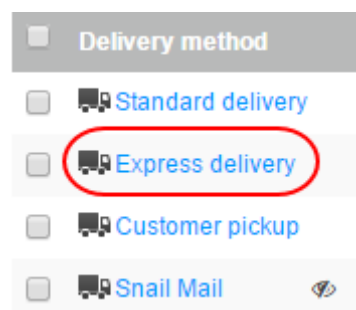 Delivery method
Standard delivery
Express delivery
Customer pickup
Snail Mail